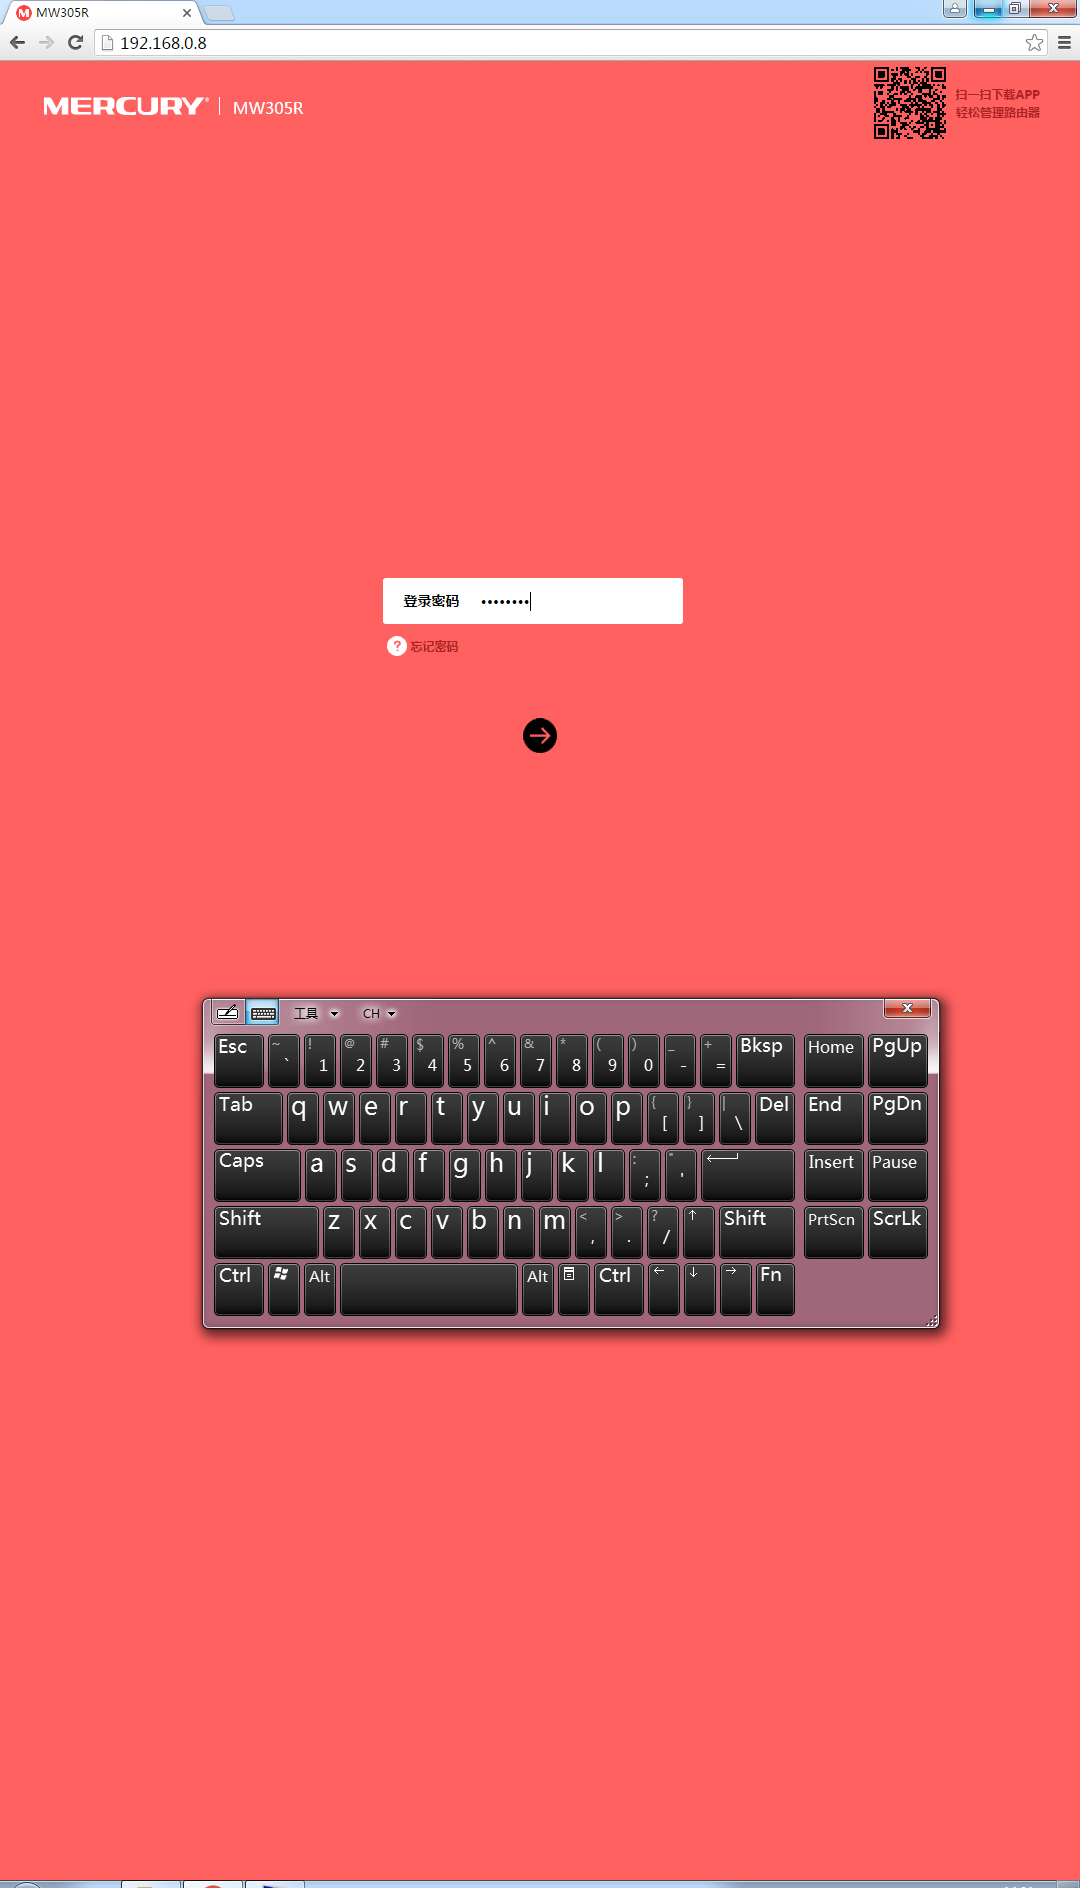 MW305R
192.168.0.8
MERCURY® | MW305R
扫一扫下载APP
轻松管理路由器
登录密码 ••••••••
? 忘记密码
工具 CH
Esc ~ ` ! 1 @ 2 # 3 $ 4 % 5 ^ 6 & 7 * 8 ( 9 ) 0 _ - + = Bksp Home PgUp
Tab q w e r t y u i o p { [ } ] | \ Del End PgDn
Caps a s d f g h j k l : ; " ' Insert Pause
Shift z x c v b n m < , > . ? / ↑ Shift PrtScn ScrLk
Ctrl Alt Alt Ctrl ← ↓ → Fn